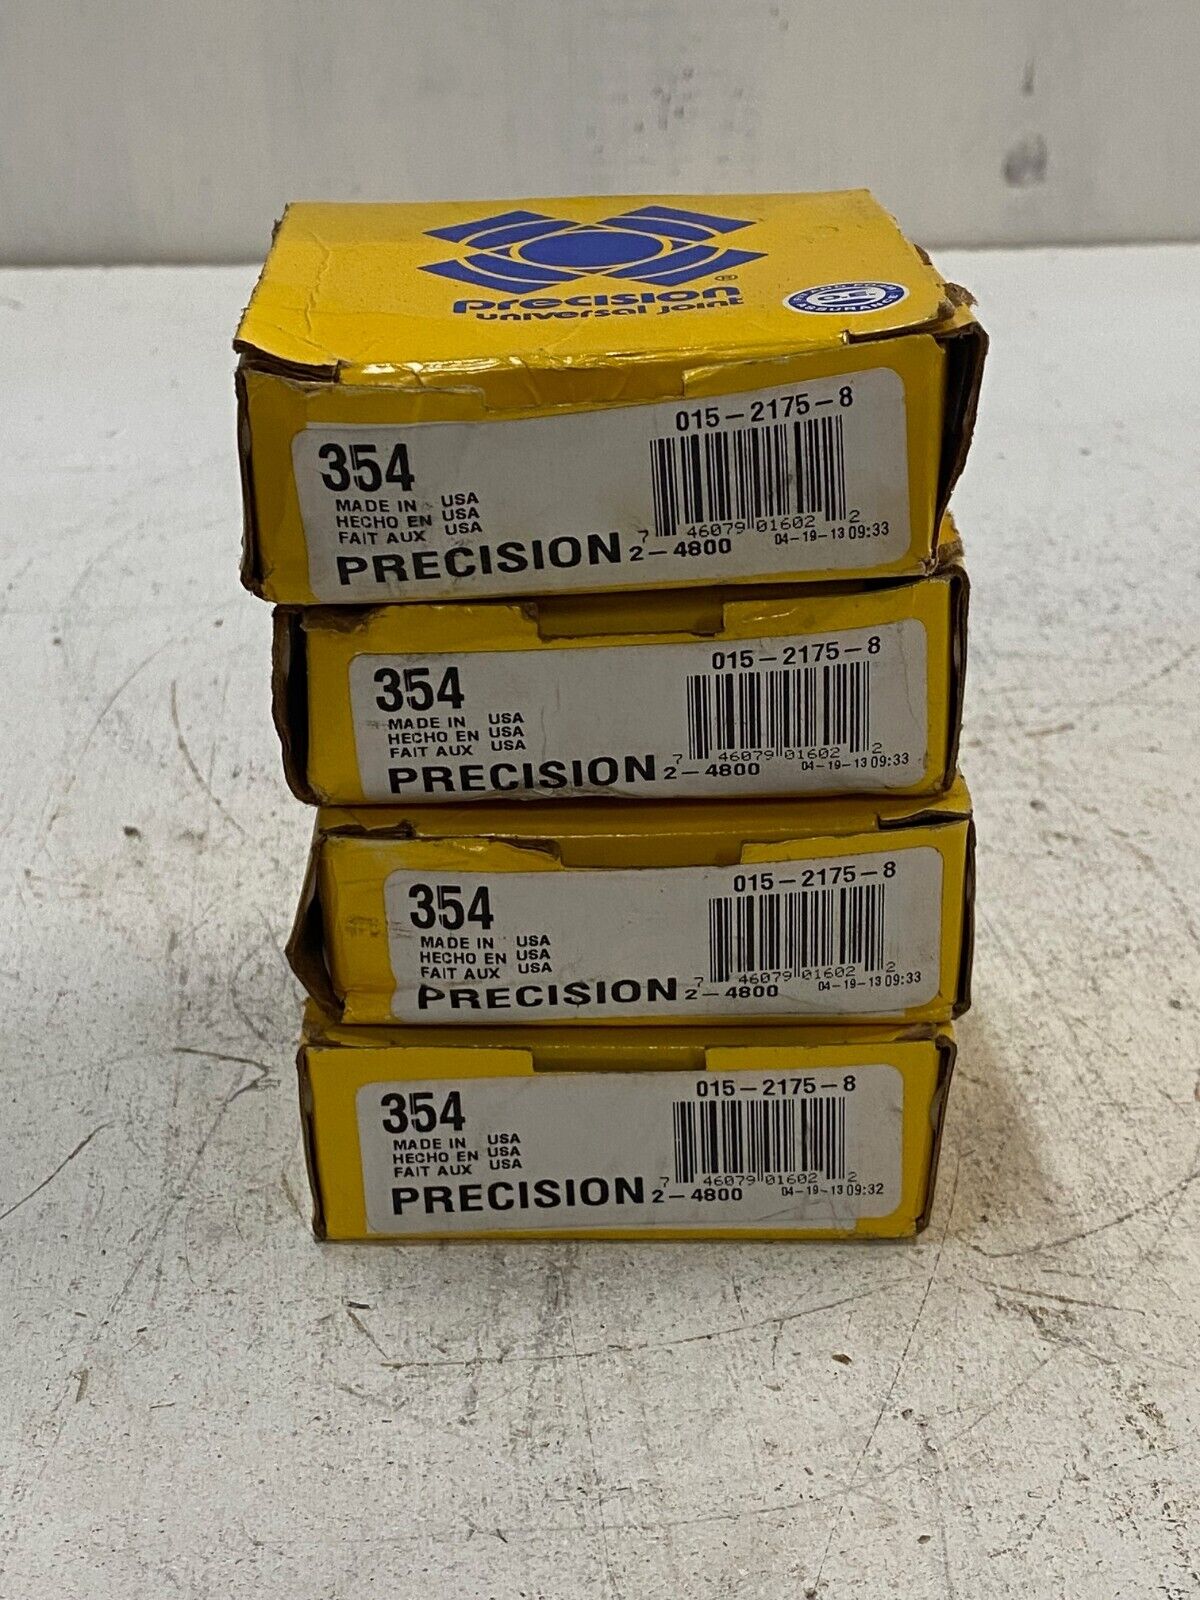 precision®
universal joint
ASSURANCE
015-2175-8
354
MADE IN USA
HECHO EN USA
FAIT AUX USA
7 46079 01602 2
PRECISION 2-4800 04-19-13 09:33
015-2175-8
354
MADE IN USA
HECHO EN USA
FAIT AUX USA
7 46079 01602 2
PRECISION 2-4800 04-19-13 09:33
015-2175-8
354
MADE IN USA
HECHO EN USA
FAIT AUX USA
7 46079 01602 2
PRECISION 2-4800 04-19-13 09:33
015-2175-8
354
MADE IN USA
HECHO EN USA
FAIT AUX USA
7 46079 01602 2
PRECISION 2-4800 04-19-13 09:32